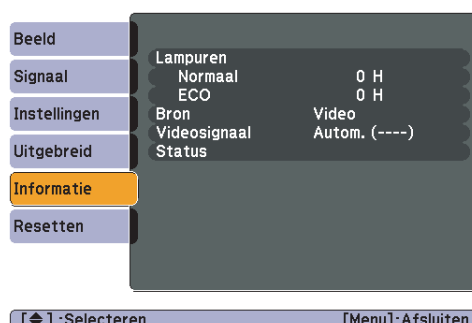 Beeld
Signaal
Instellingen
Uitgebreid
Informatie
Resetten
Lampuren
Normaal 0 H
ECO 0 H
Bron Video
Videosignaal Autom. (----)
Status
[◆] :Selecteren [Menu]:Afsluiten